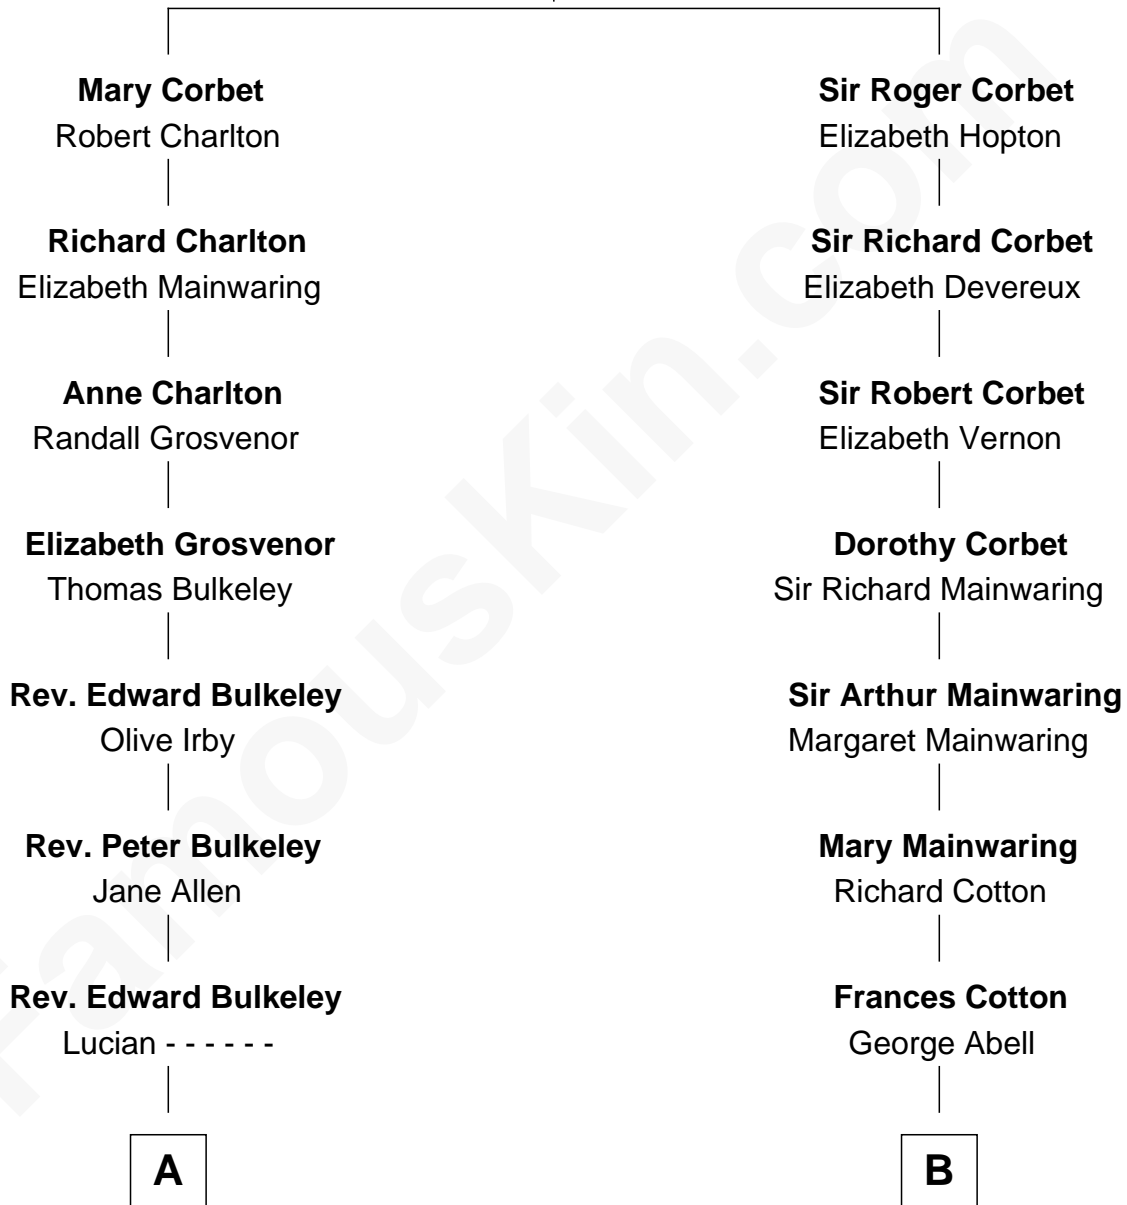 Mary Corbet
Robert Charlton
Sir Roger Corbet
Elizabeth Hopton
Richard Charlton
Elizabeth Mainwaring
Sir Richard Corbet
Elizabeth Devereux
Anne Charlton
Randall Grosvenor
Sir Robert Corbet
Elizabeth Vernon
Elizabeth Grosvenor
Thomas Bulkeley
Dorothy Corbet
Sir Richard Mainwaring
Rev. Edward Bulkeley
Olive Irby
Sir Arthur Mainwaring
Margaret Mainwaring
Rev. Peter Bulkeley
Jane Allen
Mary Mainwaring
Richard Cotton
Rev. Edward Bulkeley
Lucian - - - - - -
Frances Cotton
George Abell
A
B
FamousKin.com